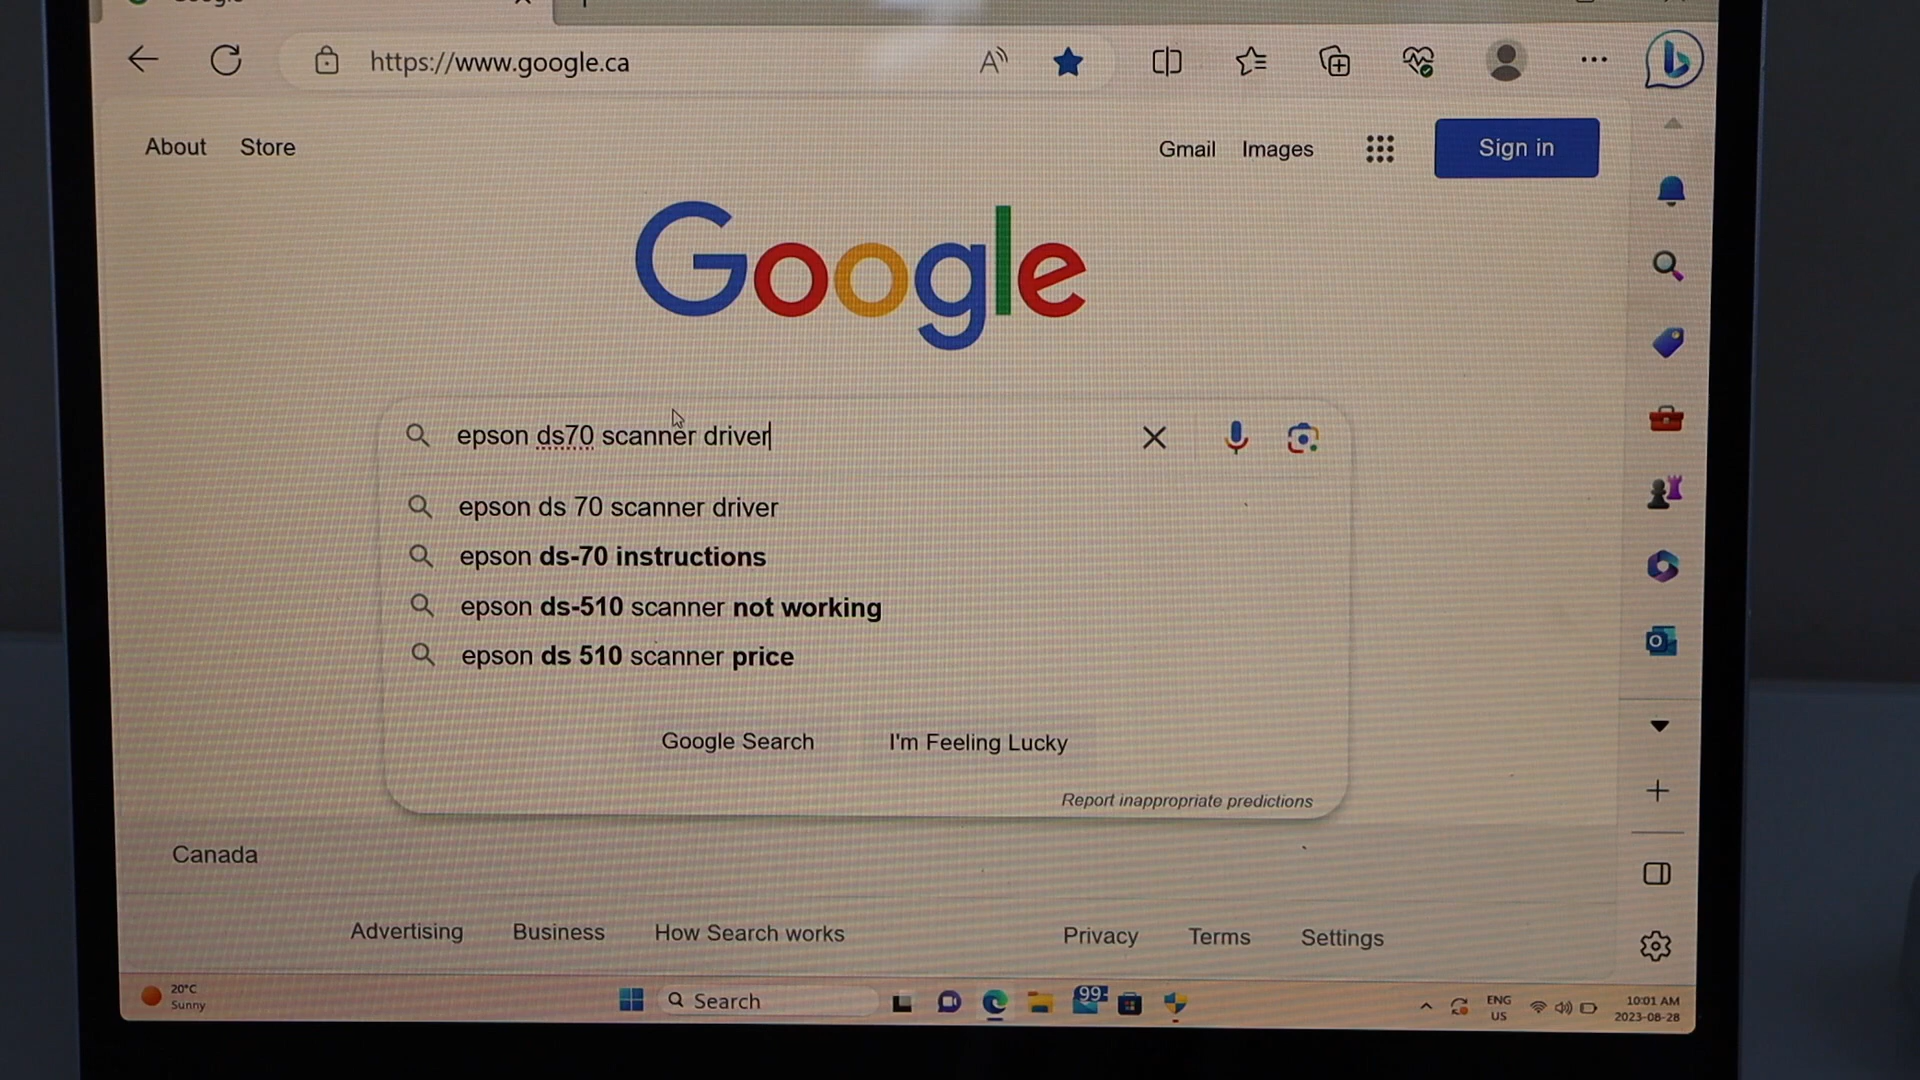 https://www.google.ca
About Store Gmail Images Sign in
Google
epson ds70 scanner driver
epson ds 70 scanner driver
epson ds-70 instructions
epson ds-510 scanner not working
epson ds 510 scanner price
Google Search I'm Feeling Lucky
Report inappropriate predictions
Canada
Advertising Business How Search works Privacy Terms Settings
20°C
Sunny
Search
99+
ENG
US
10:01 AM
2023-08-28